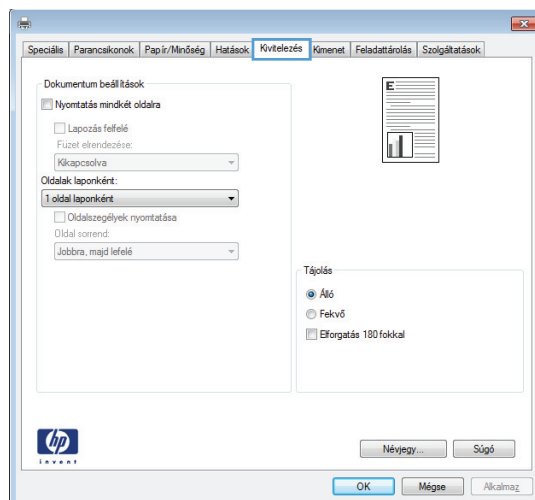 Speciális Parancsikonok Papír/Minőség Hatások Kivitelezés Kimenet Feladattárolás Szolgáltatások
Dokumentum beállítások
Nyomtatás mindkét oldalra
Lapozás felfelé
Füzet elrendezése:
Kikapcsolva
Oldalak laponként:
1 oldal laponként
Oldalszegélyek nyomtatása
Oldal sorrend:
Jobbra, majd lefelé
E
Tájolás
Álló
Fekvő
Elforgatás 180 fokkal
hp
invent
Névjegy... Súgó
OK Mégse Alkalmaz